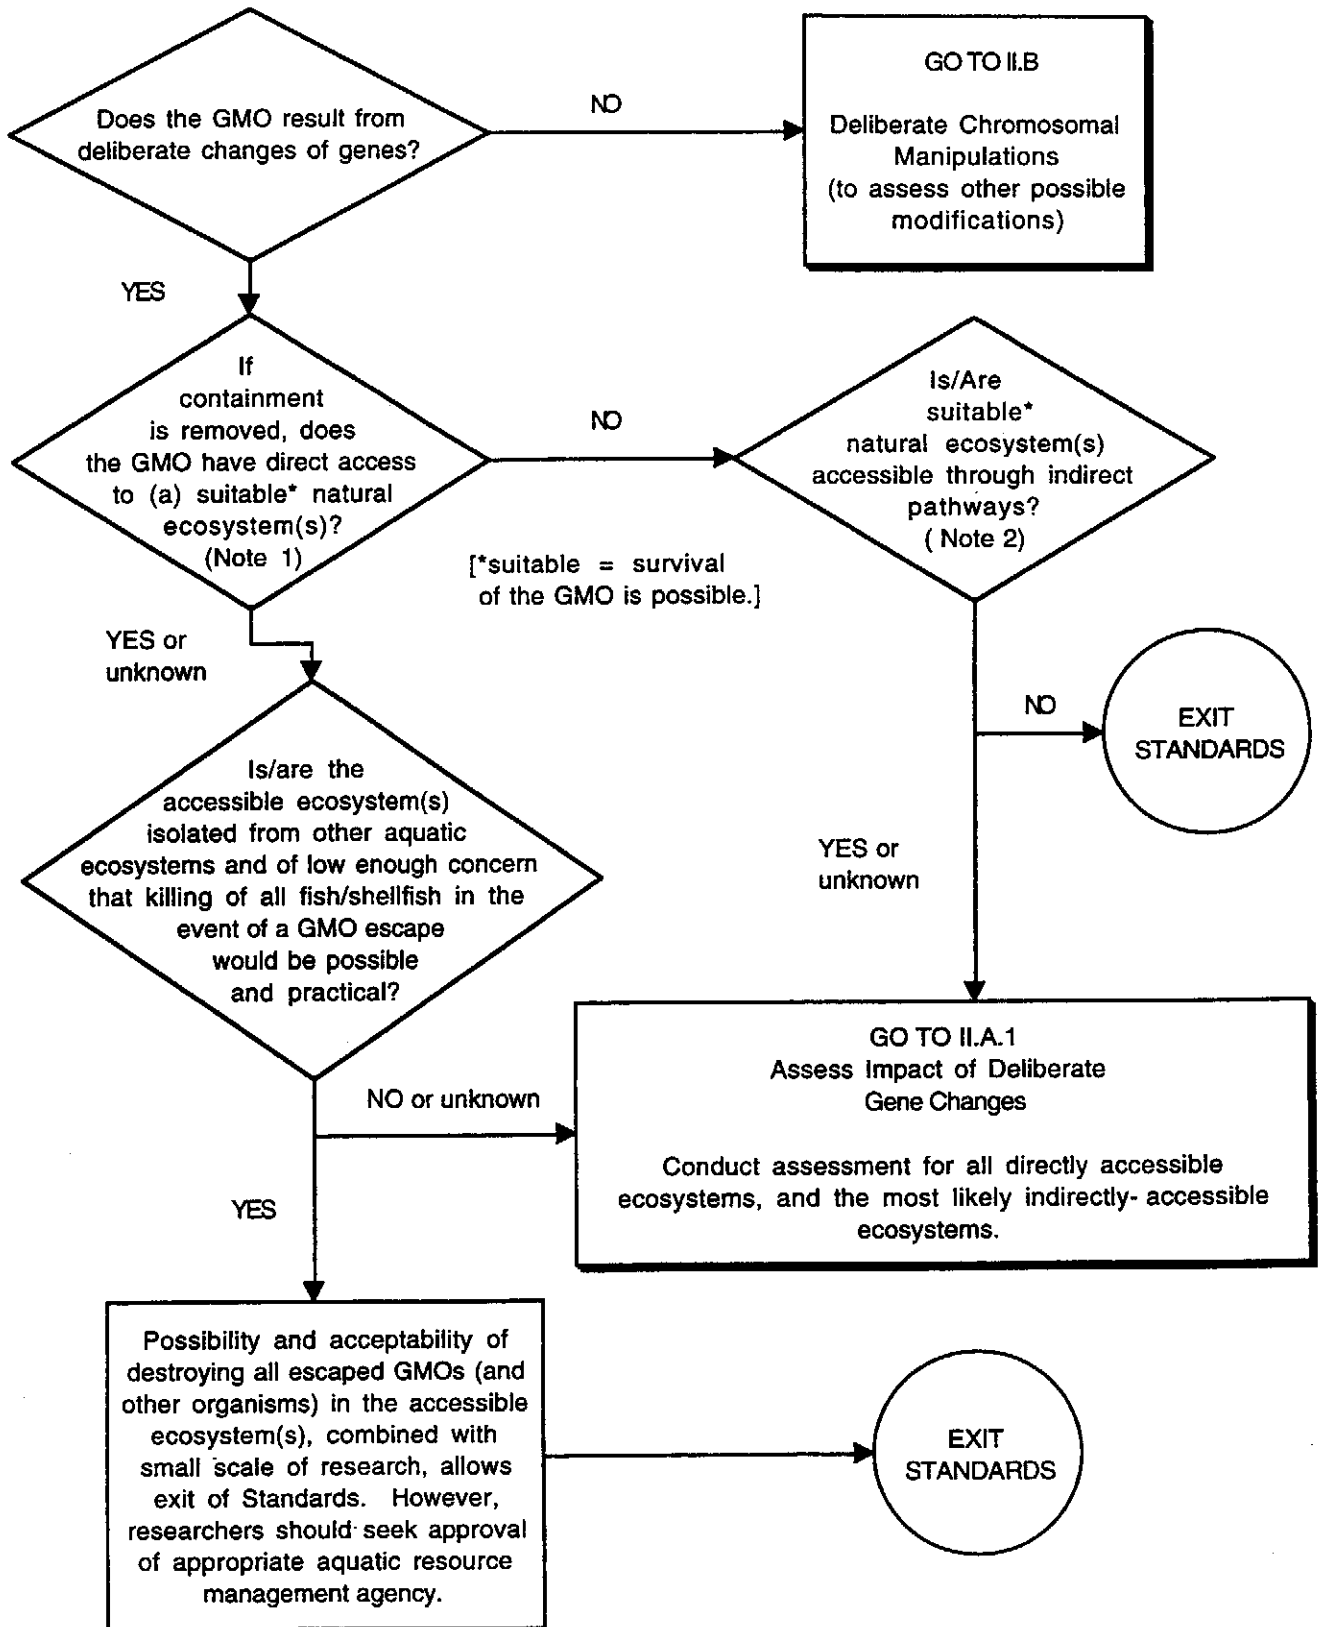 Does the GMO result from
deliberate changes of genes?
NO
GO TO II.B
Deliberate Chromosomal
Manipulations
(to assess other possible
modifications)
YES
If
containment
is removed, does
the GMO have direct access
to (a) suitable* natural
ecosystem(s)?
(Note 1)
NO
Is/Are
suitable*
natural ecosystem(s)
accessible through indirect
pathways?
( Note 2)
[*suitable = survival
of the GMO is possible.]
YES or
unknown
NO
EXIT
STANDARDS
Is/are the
accessible ecosystem(s)
isolated from other aquatic
ecosystems and of low enough concern
that killing of all fish/shellfish in the
event of a GMO escape
would be possible
and practical?
YES or
unknown
NO or unknown
GO TO II.A.1
Assess Impact of Deliberate
Gene Changes
Conduct assessment for all directly accessible
ecosystems, and the most likely indirectly- accessible
ecosystems.
YES
Possibility and acceptability of
destroying all escaped GMOs (and
other organisms) in the accessible
ecosystem(s), combined with
small scale of research, allows
exit of Standards. However,
researchers should seek approval
of appropriate aquatic resource
management agency.
EXIT
STANDARDS